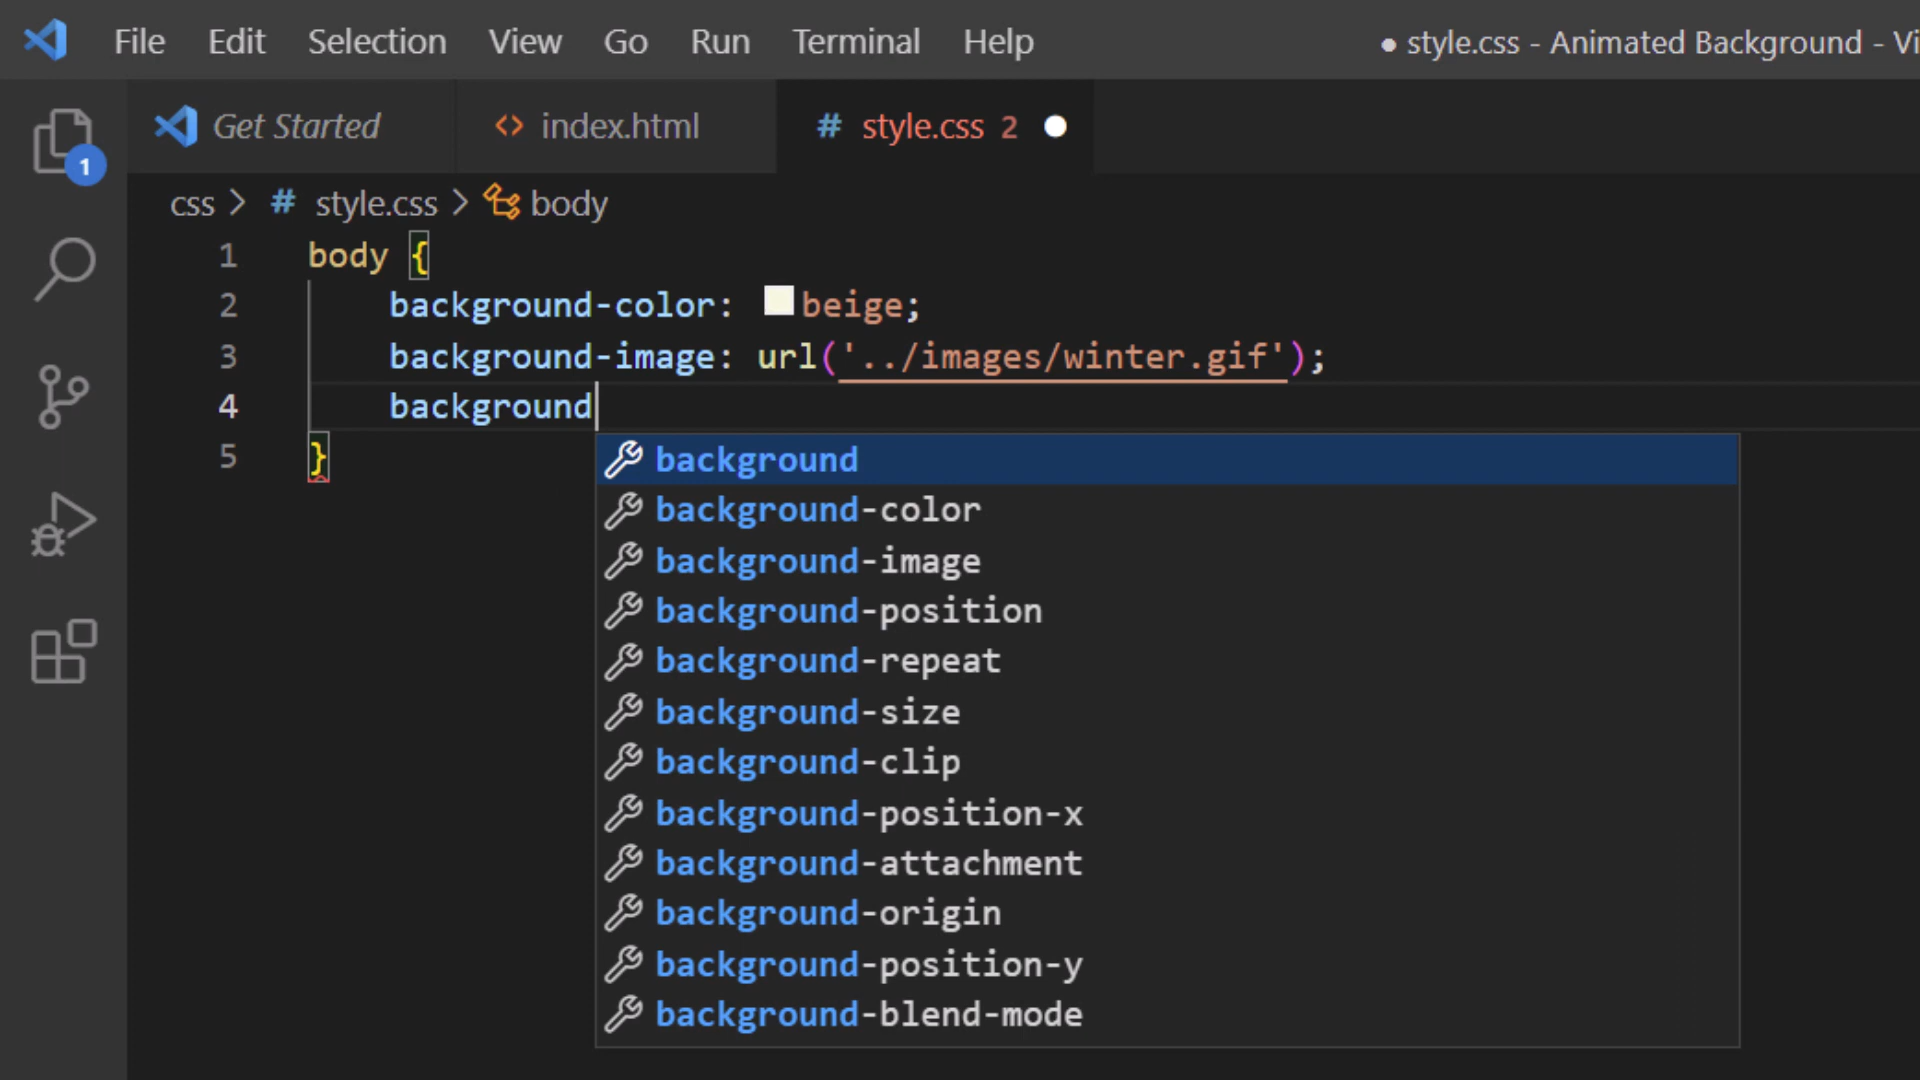 File Edit Selection View Go Run Terminal Help ● style.css - Animated Background - Vi
Get Started <> index.html # style.css 2 ●
1
css > # style.css > body
1 body {
2 background-color: beige;
3 background-image: url('../images/winter.gif');
4 background
5 }
background
background-color
background-image
background-position
background-repeat
background-size
background-clip
background-position-x
background-attachment
background-origin
background-position-y
background-blend-mode